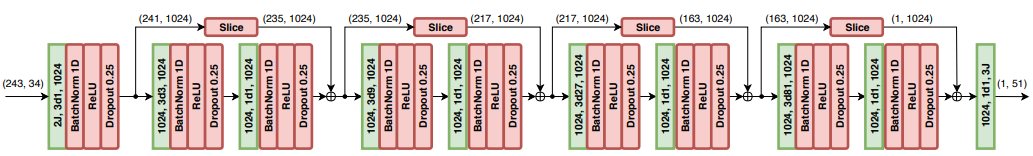 (241, 1024) Slice (235, 1024)
(235, 1024) Slice (217, 1024)
(217, 1024) Slice (163, 1024)
(163, 1024) Slice (1, 1024)
(243, 34)
2J, 3d1, 1024
BatchNorm 1D
ReLU
Dropout 0.25
1024, 3d3, 1024
BatchNorm 1D
ReLU
Dropout 0.25
1024, 1d1, 1024
BatchNorm 1D
ReLU
Dropout 0.25
1024, 3d9, 1024
BatchNorm 1D
ReLU
Dropout 0.25
1024, 1d1, 1024
BatchNorm 1D
ReLU
Dropout 0.25
1024, 3d27, 1024
BatchNorm 1D
ReLU
Dropout 0.25
1024, 1d1, 1024
BatchNorm 1D
ReLU
Dropout 0.25
1024, 3d81, 1024
BatchNorm 1D
ReLU
Dropout 0.25
1024, 1d1, 1024
BatchNorm 1D
ReLU
Dropout 0.25
1024, 1d1, 3J
(1, 51)